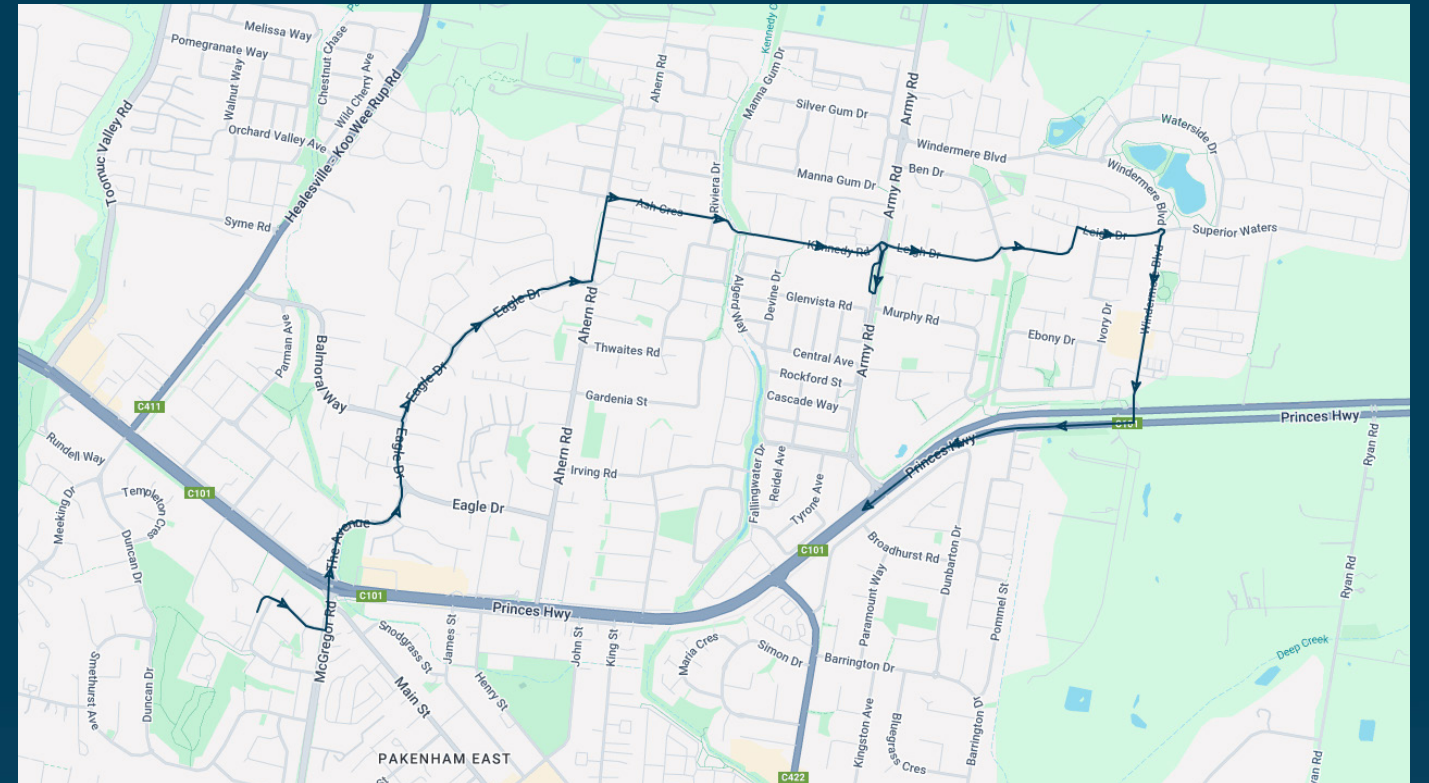 Melissa Way
Pomegranate Way
Walnut Way
Chestnut Chase
Wild Cherry Ave
Orchard Valley Ave
Toomuc Valley Rd
Healesville - Koo Wee Rup Rd
Syme Rd
Ahern Rd
Kennedy C
Manna Gum Dr
Silver Gum Dr
Army Rd
Windermere Blvd
Ben Dr
Waterside Dr
Windermere Blvd
Manna Gum Dr
Army Rd
Riviera Dr
Ash Cres
Kennedy Rd
Leigh Dr
Leigh Dr
Superior Waters
Windermere Blvd
Algerd Way
Devine Dr
Glenvista Rd
Murphy Rd
Ebony Dr
Ivory Dr
Eagle Dr
Ahern Rd
Thwaites Rd
Central Ave
Army Rd
Rockford St
Cascade Way
Gardenia St
Parman Ave
Balmoral Way
Eagle Dr
C411
Eagle Dr
Rundell Way
Princes Hwy
C101
Princes Hwy
Ryan Rd
Ahern Rd
Irving Rd
Fallingwater Dr
Reidel Ave
Tyrone Ave
Meeking Dr
Templeton Cres
C101
Duncan Dr
Eagle Dr
The Avenue
C101
Broadhurst Rd
Dunbarton Dr
Paramount Way
Pommel St
Ryan Rd
C101
Princes Hwy
McGregor Rd
Snodgrass St
James St
John St
King St
Maria Cres
Simon Dr
Barrington Dr
Deep Creek
Smethurst Ave
Duncan Dr
Main St
Henry St
Kingston Ave
Bluegrass Cres
Barrington Dr
PAKENHAM EAST
C422